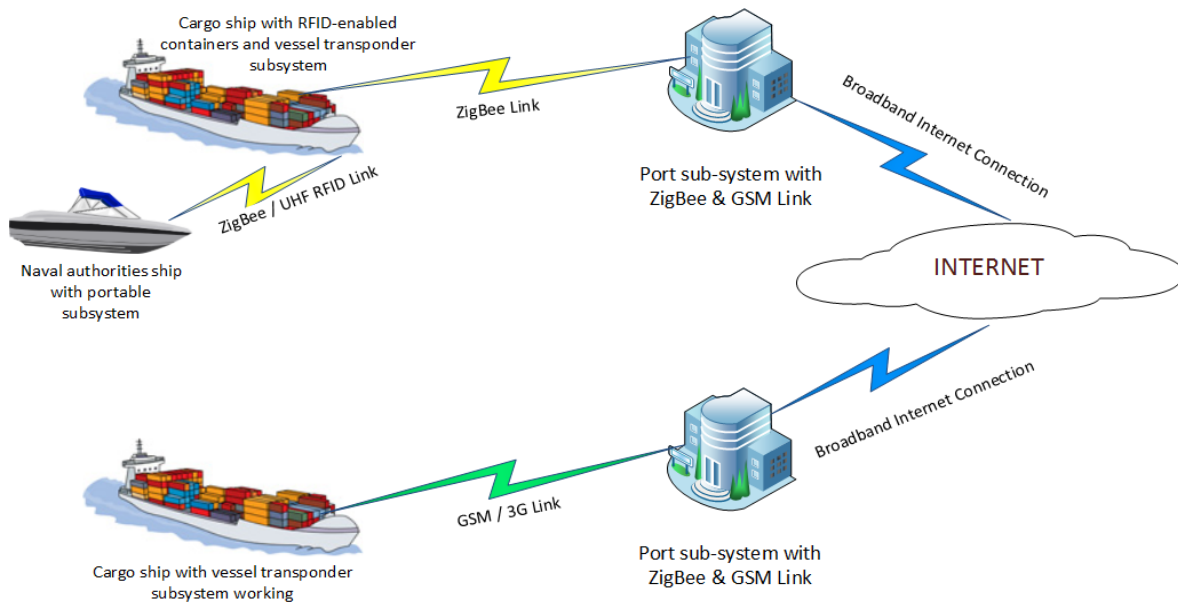 Cargo ship with RFID-enabled
containers and vessel transponder
subsystem
ZigBee Link
Broadband Internet Connection
ZigBee / UHF RFID Link
Port sub-system with
ZigBee & GSM Link
Naval authorities ship
with portable
subsystem
INTERNET
Broadband Internet Connection
GSM / 3G Link
Cargo ship with vessel transponder
subsystem working
Port sub-system with
ZigBee & GSM Link